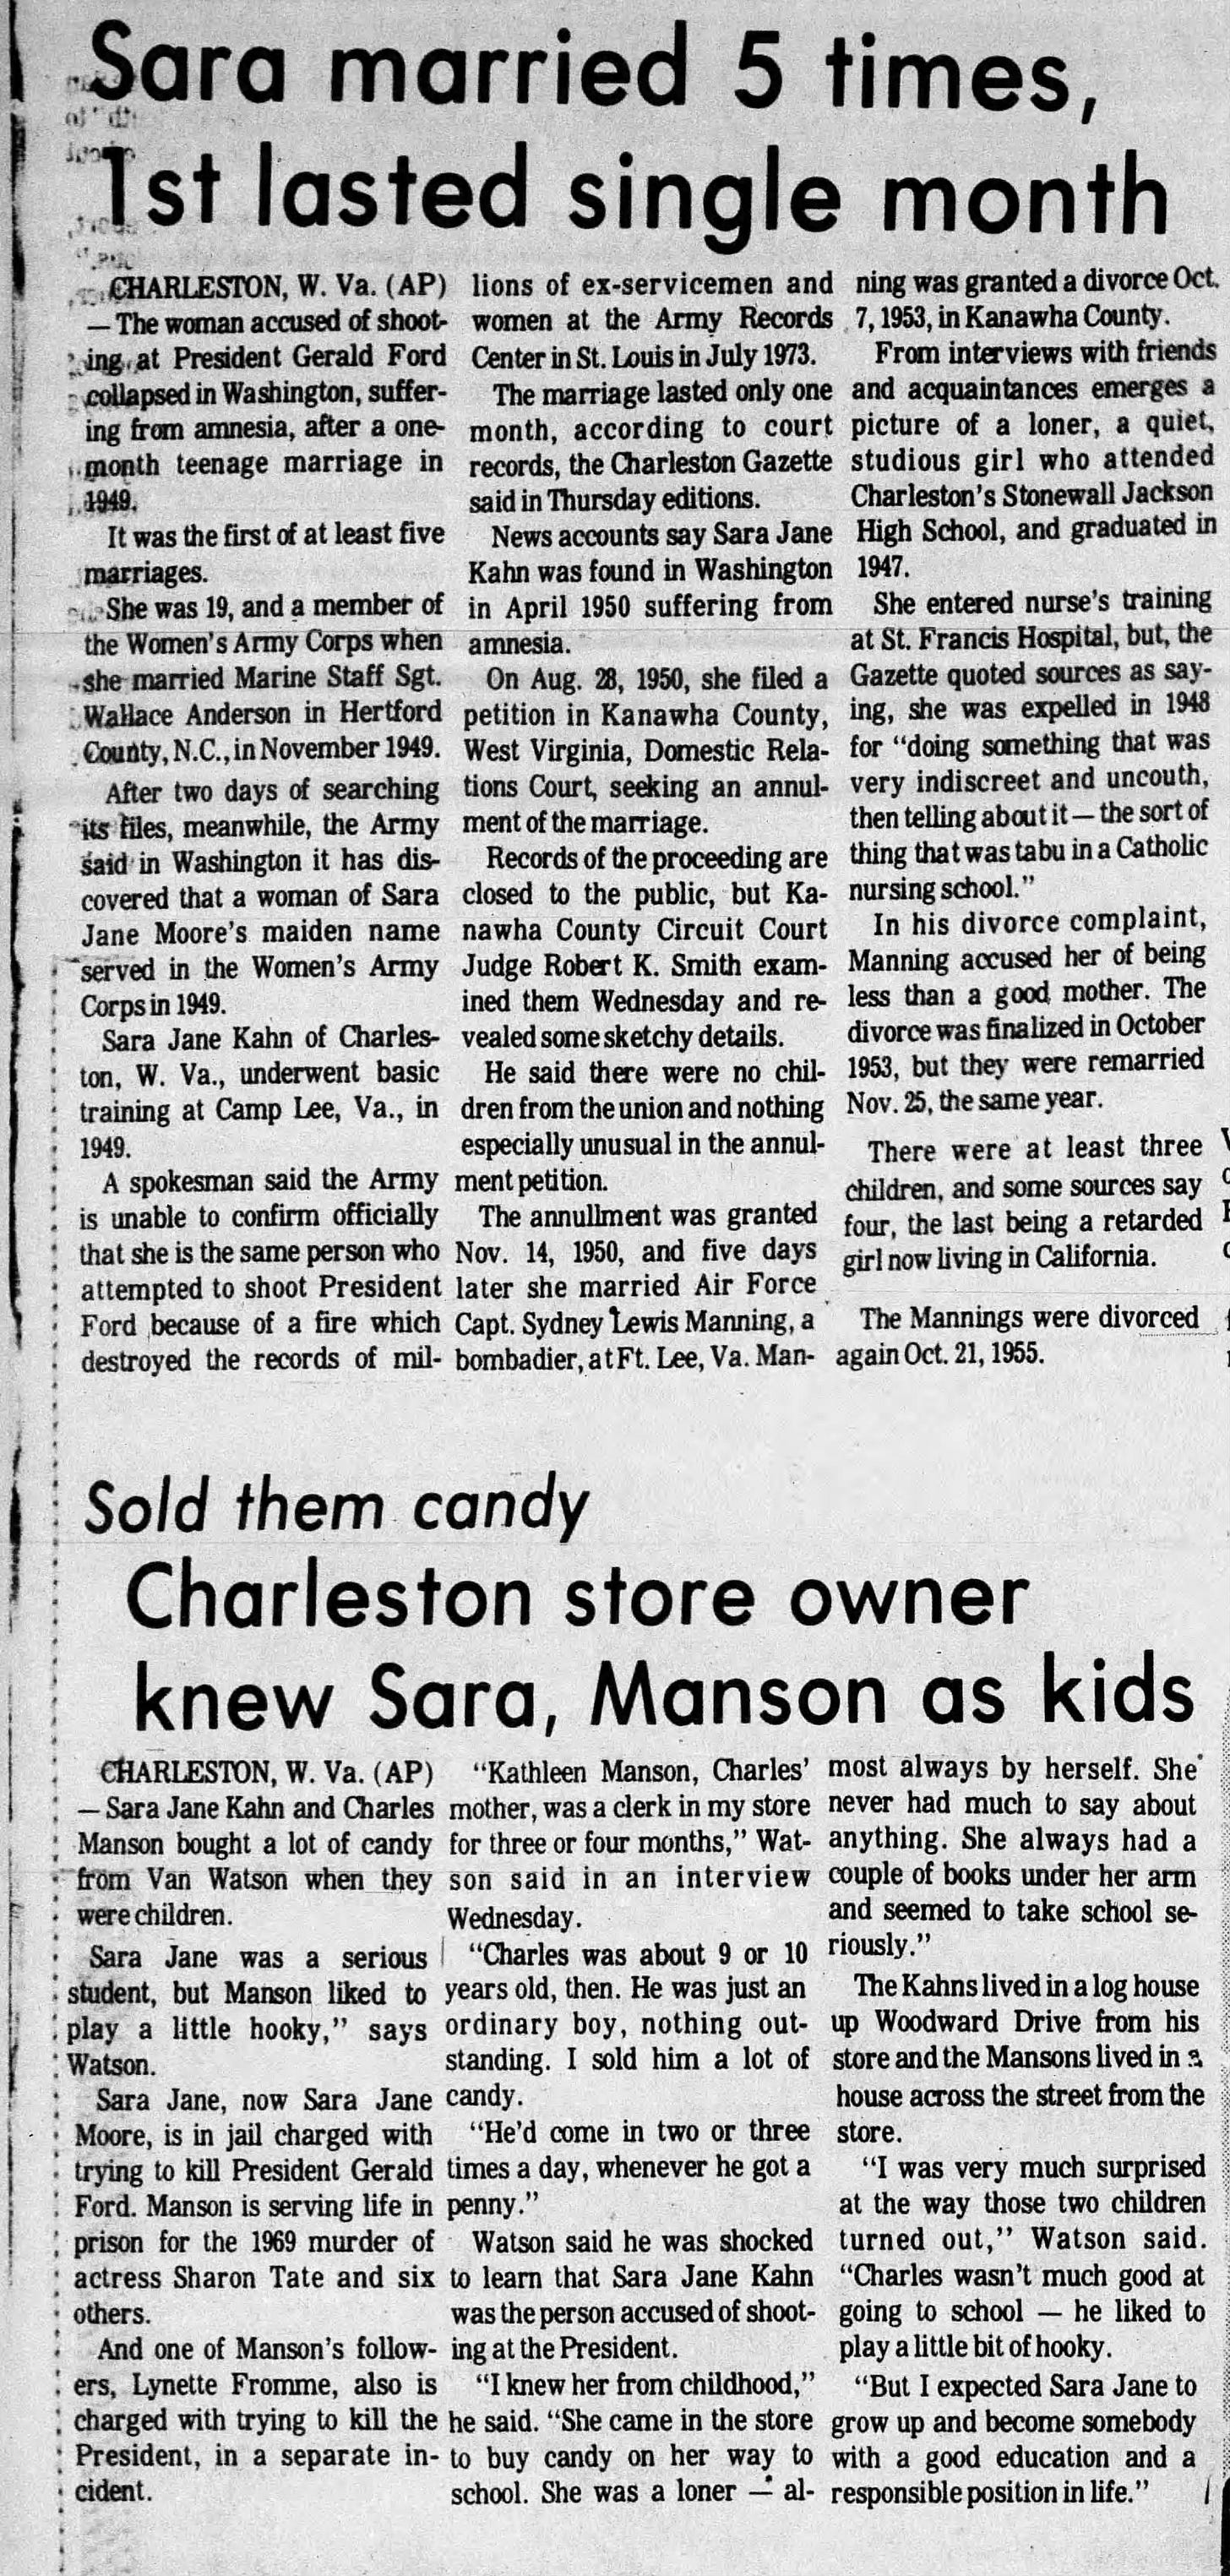 Sara married 5 times,
1st lasted single month
CHARLESTON, W. Va. (AP)
— The woman accused of shoot-
ing at President Gerald Ford
collapsed in Washington, suffer-
ing from amnesia, after a one-
month teenage marriage in
1949.
It was the first of at least five
marriages.
She was 19, and a member of
the Women's Army Corps when
she married Marine Staff Sgt.
Wallace Anderson in Hertford
County, N.C., in November 1949.
After two days of searching
its files, meanwhile, the Army
said in Washington it has dis-
covered that a woman of Sara
Jane Moore's maiden name
served in the Women's Army
Corps in 1949.
Sara Jane Kahn of Charles-
ton, W. Va., underwent basic
training at Camp Lee, Va., in
1949.
A spokesman said the Army
is unable to confirm officially
that she is the same person who
attempted to shoot President
Ford because of a fire which
destroyed the records of mil-
lions of ex-servicemen and
women at the Army Records
Center in St. Louis in July 1973.
The marriage lasted only one
month, according to court
records, the Charleston Gazette
said in Thursday editions.
News accounts say Sara Jane
Kahn was found in Washington
in April 1950 suffering from
amnesia.
On Aug. 28, 1950, she filed a
petition in Kanawha County,
West Virginia, Domestic Rela-
tions Court, seeking an annul-
ment of the marriage.
Records of the proceeding are
closed to the public, but Ka-
nawha County Circuit Court
Judge Robert K. Smith exam-
ined them Wednesday and re-
vealed some sketchy details.
He said there were no chil-
dren from the union and nothing
especially unusual in the annul-
ment petition.
The annullment was granted
Nov. 14, 1950, and five days
later she married Air Force
Capt. Sydney Lewis Manning, a
bombadier, at Ft. Lee, Va. Man-
ning was granted a divorce Oct.
7, 1953, in Kanawha County.
From interviews with friends
and acquaintances emerges a
picture of a loner, a quiet,
studious girl who attended
Charleston's Stonewall Jackson
High School, and graduated in
1947.
She entered nurse's training
at St. Francis Hospital, but, the
Gazette quoted sources as say-
ing, she was expelled in 1948
for "doing something that was
very indiscreet and uncouth,
then telling about it — the sort of
thing that was tabu in a Catholic
nursing school."
In his divorce complaint,
Manning accused her of being
less than a good mother. The
divorce was finalized in October
1953, but they were remarried
Nov. 25, the same year.
There were at least three
children, and some sources say
four, the last being a retarded
girl now living in California.
The Mannings were divorced
again Oct. 21, 1955.
Sold them candy
Charleston store owner
knew Sara, Manson as kids
CHARLESTON, W. Va. (AP)
— Sara Jane Kahn and Charles
Manson bought a lot of candy
from Van Watson when they
were children.
Sara Jane was a serious
student, but Manson liked to
play a little hooky," says
Watson.
Sara Jane, now Sara Jane
Moore, is in jail charged with
trying to kill President Gerald
Ford. Manson is serving life in
prison for the 1969 murder of
actress Sharon Tate and six
others.
And one of Manson's follow-
ers, Lynette Fromme, also is
charged with trying to kill the
President, in a separate in-
cident.
"Kathleen Manson, Charles'
mother, was a clerk in my store
for three or four months," Wat-
son said in an interview
Wednesday.
"Charles was about 9 or 10
years old, then. He was just an
ordinary boy, nothing out-
standing. I sold him a lot of
candy.
"He'd come in two or three
times a day, whenever he got a
penny."
Watson said he was shocked
to learn that Sara Jane Kahn
was the person accused of shoot-
ing at the President.
"I knew her from childhood,"
he said. "She came in the store
to buy candy on her way to
school. She was a loner — al-
most always by herself. She
never had much to say about
anything. She always had a
couple of books under her arm
and seemed to take school se-
riously."
The Kahns lived in a log house
up Woodward Drive from his
store and the Mansons lived in a
house across the street from the
store.
"I was very much surprised
at the way those two children
turned out," Watson said.
"Charles wasn't much good at
going to school — he liked to
play a little bit of hooky.
"But I expected Sara Jane to
grow up and become somebody
with a good education and a
responsible position in life."